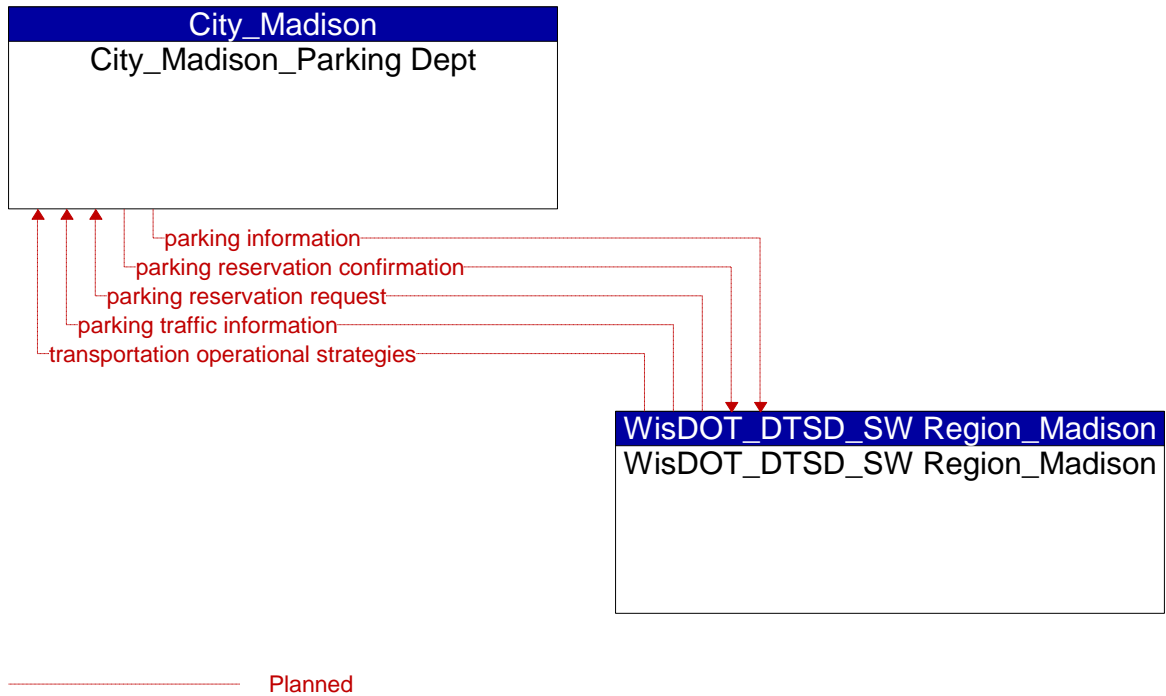 City_Madison
City_Madison_Parking Dept
parking information
parking reservation confirmation
parking reservation request
parking traffic information
transportation operational strategies
WisDOT_DTSD_SW Region_Madison
WisDOT_DTSD_SW Region_Madison
Planned